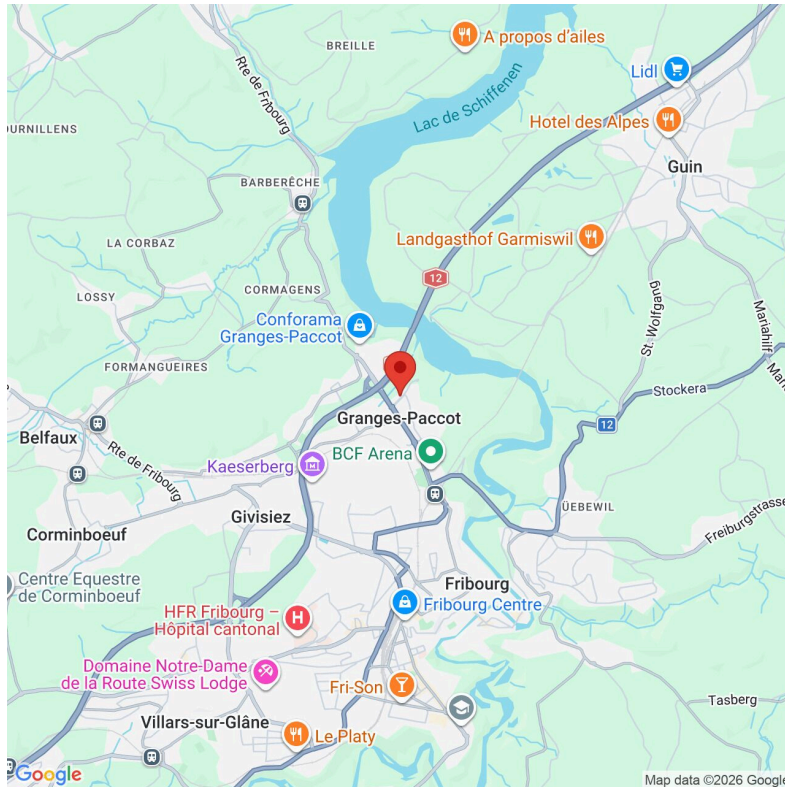 BREILLE
A propos d'ailes
Lidl
Rte de Fribourg
Lac de Schiffenen
Hotel des Alpes
OURNILLENS
Guin
BARBERÊCHE
Landgasthof Garmiswil
LA CORBAZ
12
CORMAGENS
LOSSY
St. Wolfgang
Mariahilf
Conforama
Granges-Paccot
FORMANGUEIRES
Stockera
Granges-Paccot
12
Belfaux
BCF Arena
Rte de Fribourg
Kaeserberg
ÜEBEWIL
Givisiez
Freiburgstrasse
Corminboeuf
Centre Equestre
de Corminboeuf
Fribourg
Fribourg Centre
HFR Fribourg –
Hôpital cantonal
H
Domaine Notre-Dame
de la Route Swiss Lodge
Fri-Son
Tasberg
Villars-sur-Glâne
Le Platy
Google
Map data ©2026 Google